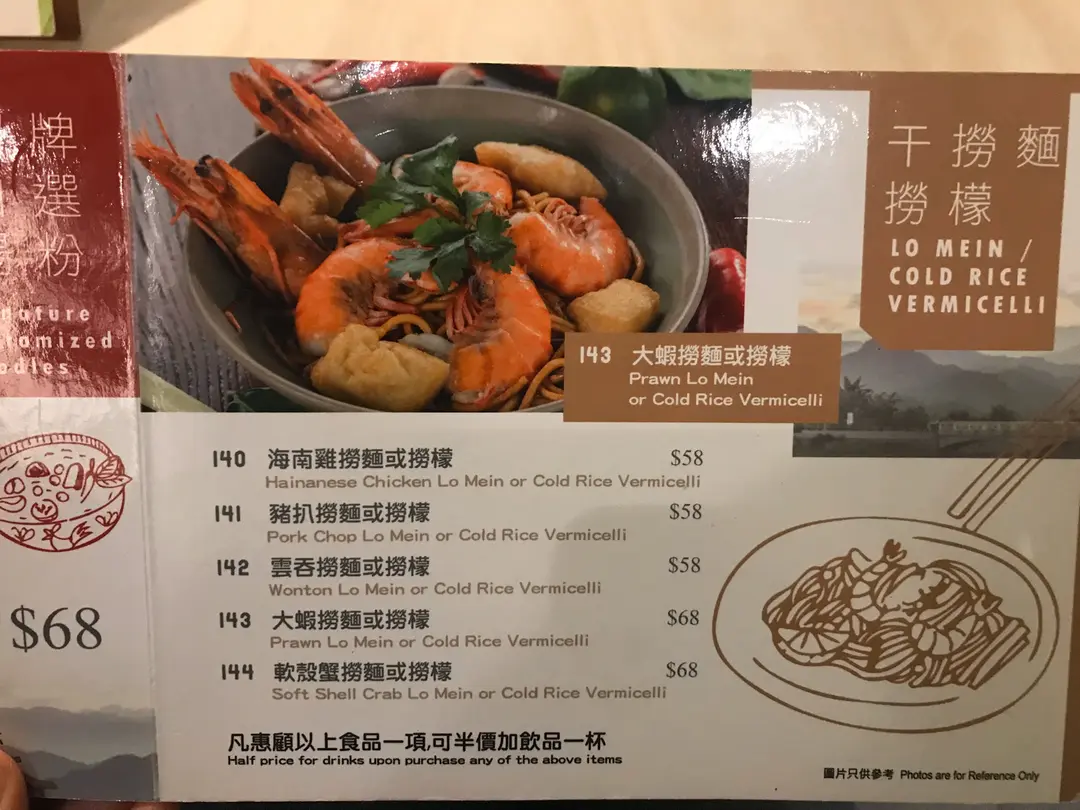 牌
選
粉
odles
$68
干撈麵
撈檬
LO MEIN /
COLD RICE
VERMICELLI
143 大蝦撈麵或撈檬
Prawn Lo Mein
or Cold Rice Vermicelli
140 海南雞撈麵或撈檬 $58
Hainanese Chicken Lo Mein or Cold Rice Vermicelli
141 豬扒撈麵或撈檬 $58
Pork Chop Lo Mein or Cold Rice Vermicelli
142 雲吞撈麵或撈檬 $58
Wonton Lo Mein or Cold Rice Vermicelli
143 大蝦撈麵或撈檬 $68
Prawn Lo Mein or Cold Rice Vermicelli
144 軟殼蟹撈麵或撈檬 $68
Soft Shell Crab Lo Mein or Cold Rice Vermicelli
凡惠顧以上食品一項,可半價加飲品一杯
Half price for drinks upon purchase any of the above items
圖片只供參考 Photos are for Reference Only